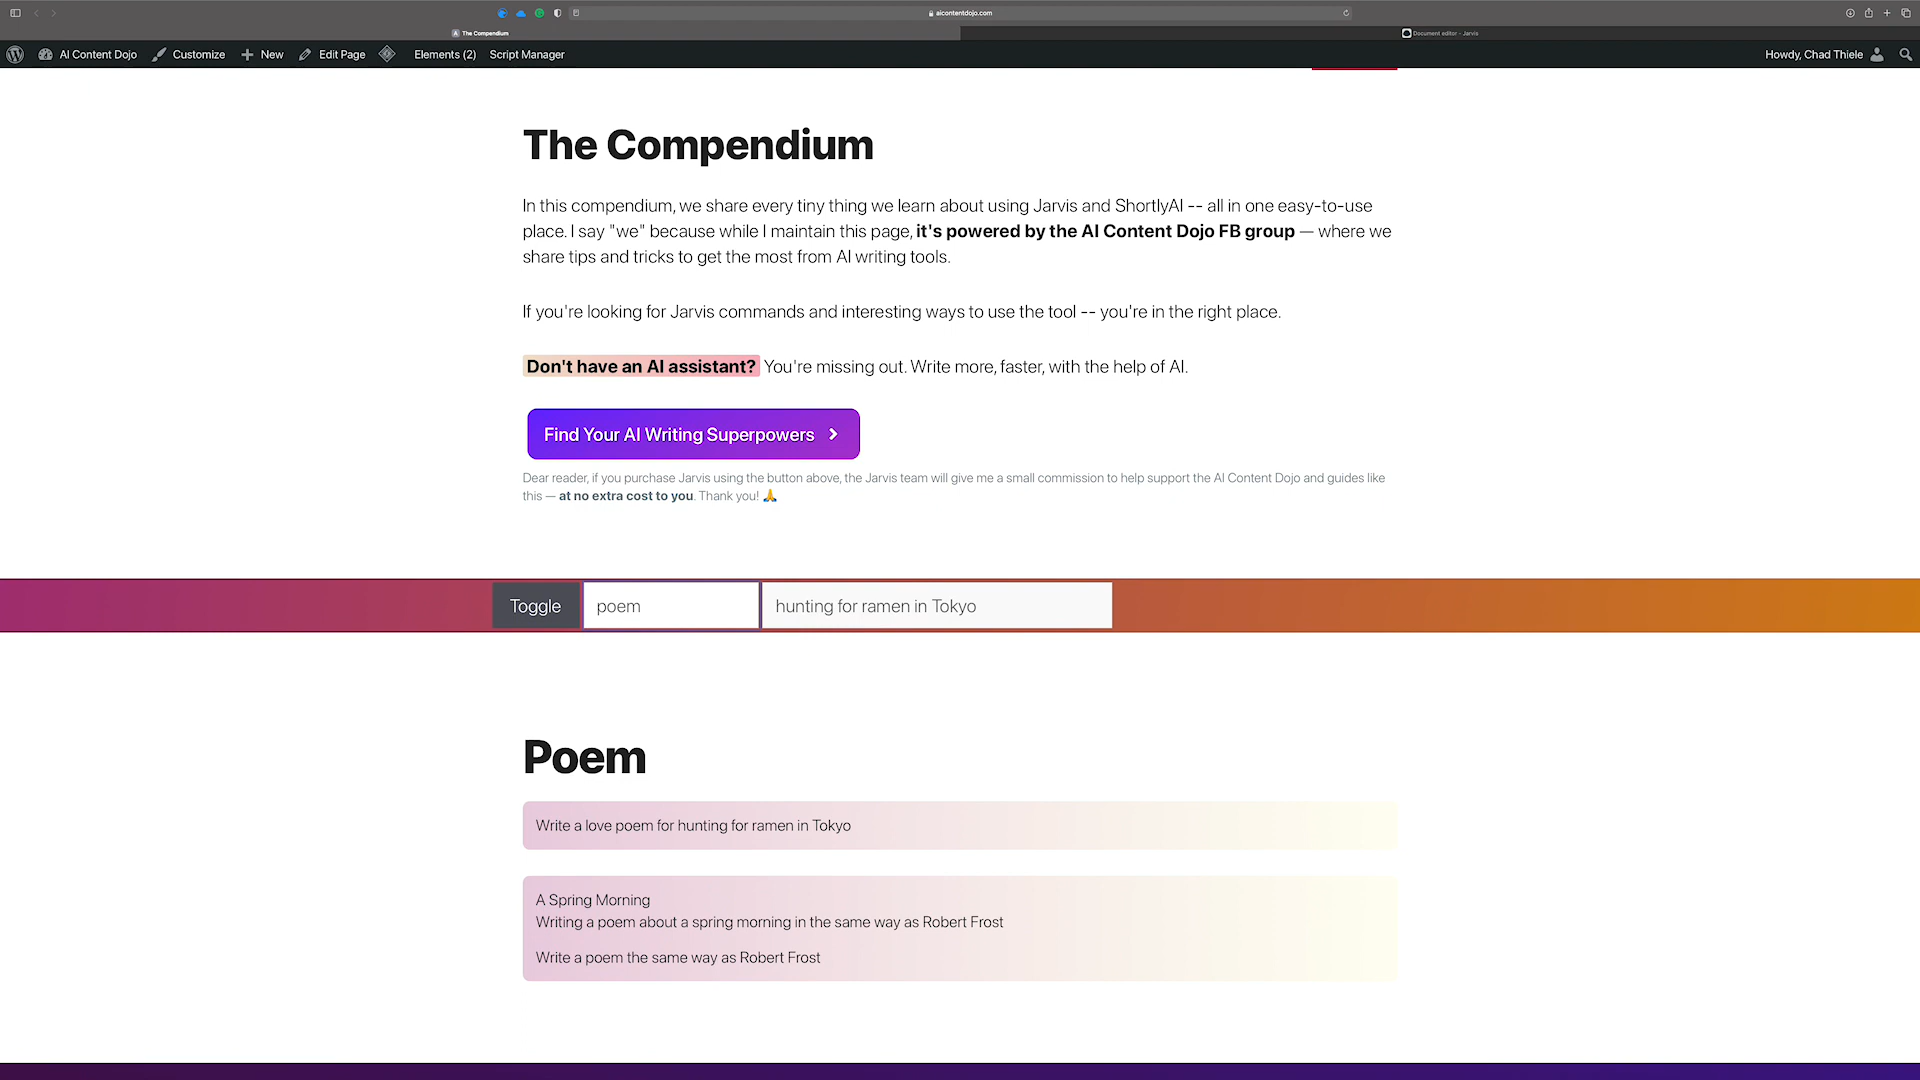 aicontentdojo.com
The Compendium
Document editor - Jarvis
AI Content Dojo
Customize
New
Edit Page
Elements (2)
Script Manager
Howdy, Chad Thiele
The Compendium
In this compendium, we share every tiny thing we learn about using Jarvis and ShortlyAI -- all in one easy-to-use
place. I say "we" because while I maintain this page, it's powered by the AI Content Dojo FB group — where we
share tips and tricks to get the most from AI writing tools.
If you're looking for Jarvis commands and interesting ways to use the tool -- you're in the right place.
Don't have an AI assistant? You're missing out. Write more, faster, with the help of AI.
Find Your AI Writing Superpowers
Dear reader, if you purchase Jarvis using the button above, the Jarvis team will give me a small commission to help support the AI Content Dojo and guides like
this — at no extra cost to you. Thank you! 🙏
Toggle
poem
hunting for ramen in Tokyo
Poem
Write a love poem for hunting for ramen in Tokyo
A Spring Morning
Writing a poem about a spring morning in the same way as Robert Frost
Write a poem the same way as Robert Frost